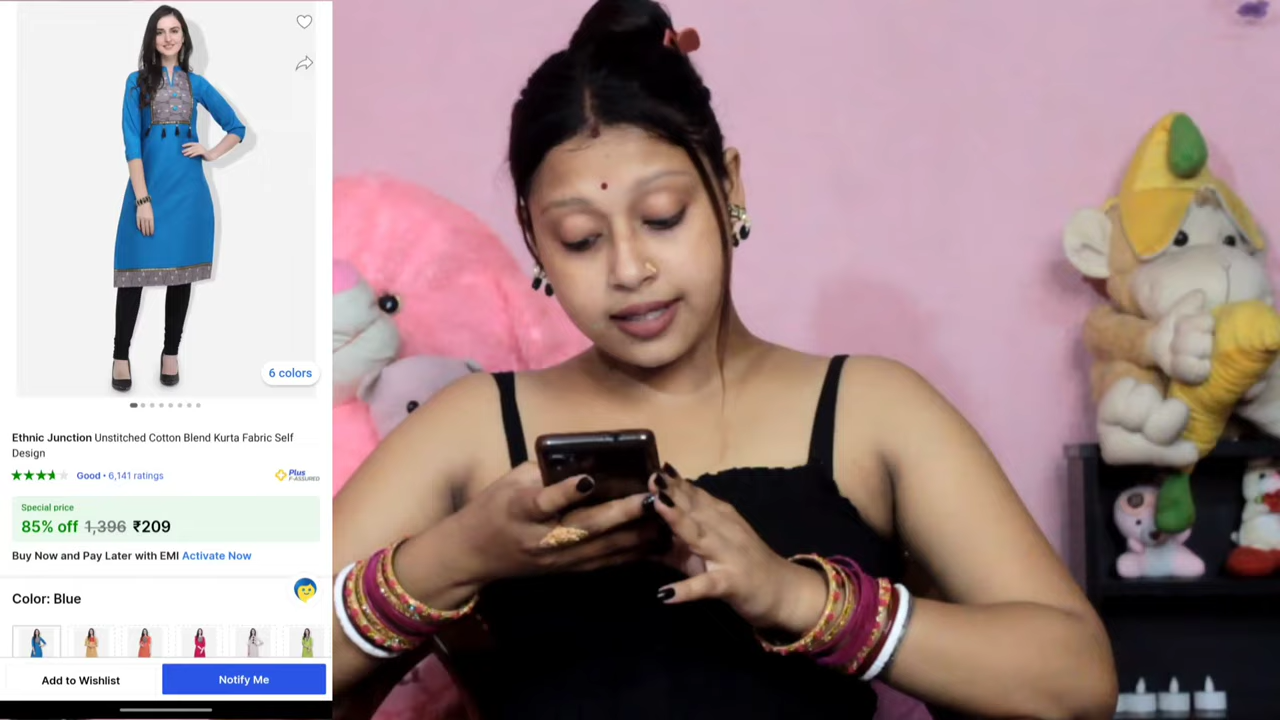 6 colors
Ethnic Junction Unstitched Cotton Blend Kurta Fabric Self
Design
Good • 6,141 ratings
Plus
F-ASSURED
Special price
85% off 1,396 ₹209
Buy Now and Pay Later with EMI Activate Now
Color: Blue
Add to Wishlist
Notify Me